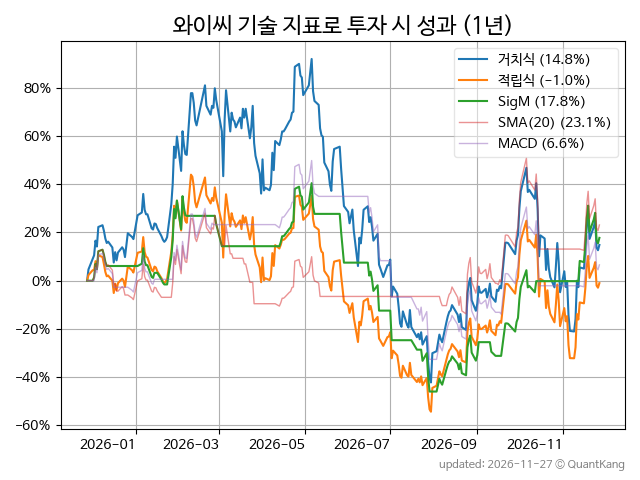 와이씨 기술 지표로 투자 시 성과 (1년)
거치식 (14.8%)
적립식 (-1.0%)
SigM (17.8%)
SMA(20) (23.1%)
MACD (6.6%)
80%
60%
40%
20%
0%
−20%
−40%
−60%
2026-01
2026-03
2026-05
2026-07
2026-09
2026-11
updated: 2026-11-27 © QuantKang